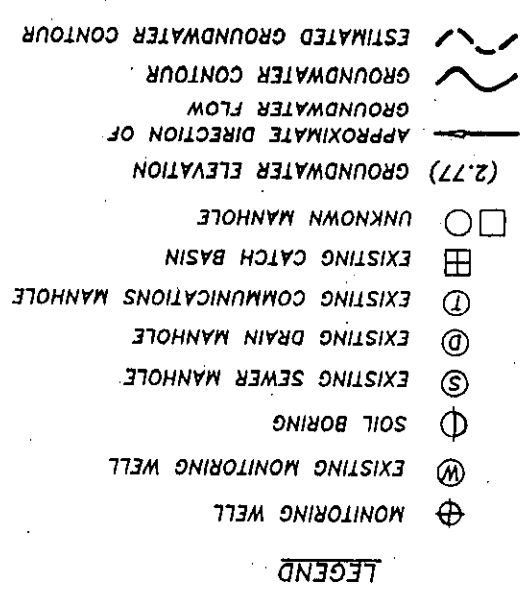 LEGEND
MONITORING WELL
W EXISTING MONITORING WELL
SOIL BORING
S EXISTING SEWER MANHOLE
D EXISTING DRAIN MANHOLE
T EXISTING COMMUNICATIONS MANHOLE
EXISTING CATCH BASIN
UNKNOWN MANHOLE
(2.77) GROUNDWATER ELEVATION
APPROXIMATE DIRECTION OF
GROUNDWATER FLOW
GROUNDWATER CONTOUR
ESTIMATED GROUNDWATER CONTOUR